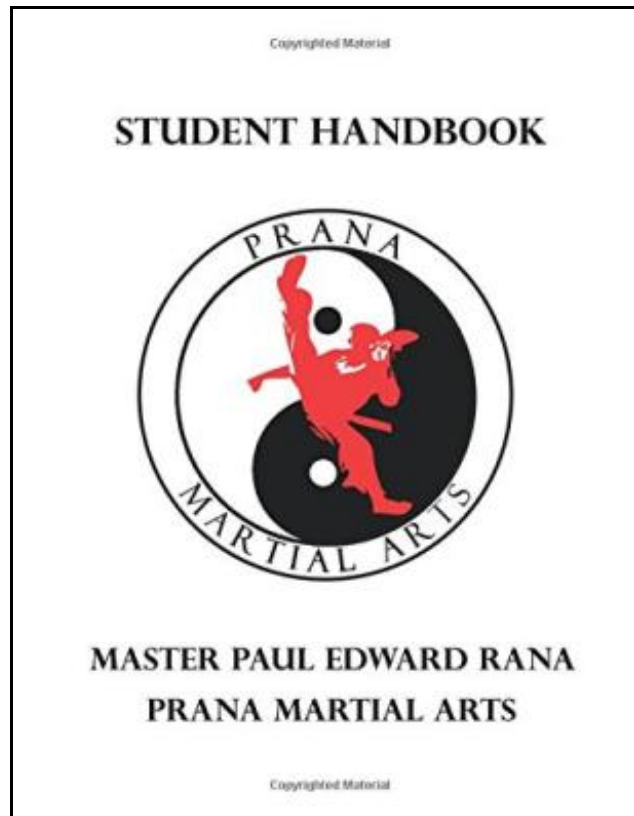 Copyrighted Material
STUDENT HANDBOOK
PRANA
MARTIAL ARTS
MASTER PAUL EDWARD RANA
PRANA MARTIAL ARTS
Copyrighted Material